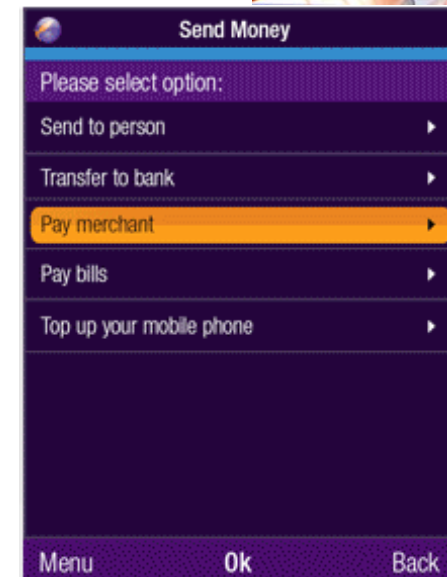 Send Money
Please select option:
Send to person
Transfer to bank
Pay merchant
Pay bills
Top up your mobile phone
Menu Ok Back